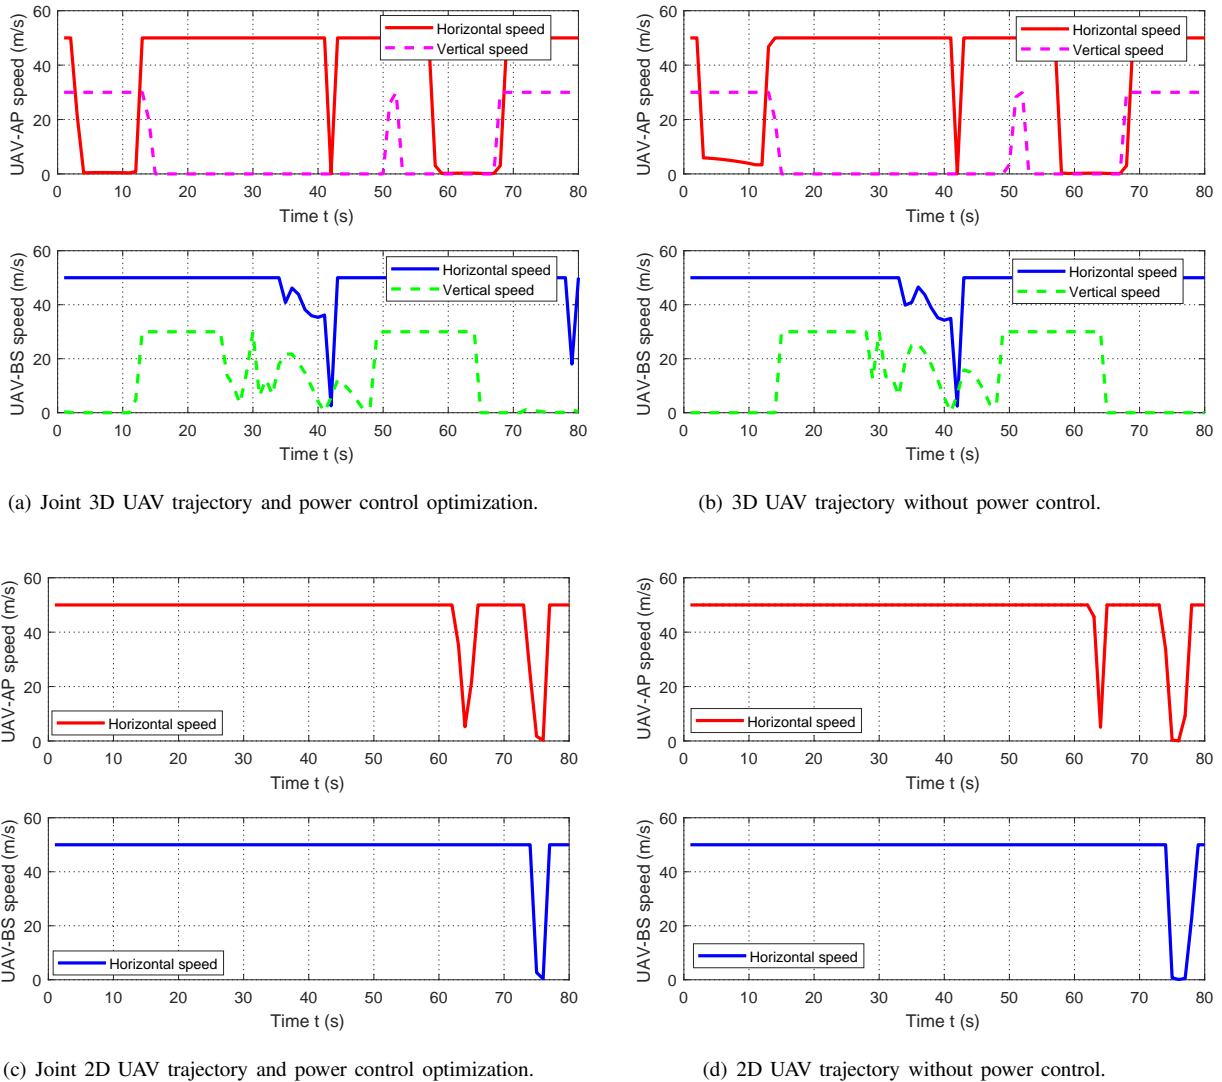 UAV-AP speed (m/s)
60
40
20
0
Horizontal speed
Vertical speed
0 10 20 30 40 50 60 70 80
Time t (s)
UAV-AP speed (m/s)
60
40
20
0
Horizontal speed
Vertical speed
0 10 20 30 40 50 60 70 80
Time t (s)
UAV-BS speed (m/s)
60
40
20
0
Horizontal speed
Vertical speed
0 10 20 30 40 50 60 70 80
Time t (s)
UAV-BS speed (m/s)
60
40
20
0
Horizontal speed
Vertical speed
0 10 20 30 40 50 60 70 80
Time t (s)
(a) Joint 3D UAV trajectory and power control optimization.
(b) 3D UAV trajectory without power control.
UAV-AP speed (m/s)
60
40
20
0
Horizontal speed
0 10 20 30 40 50 60 70 80
Time t (s)
UAV-AP speed (m/s)
60
40
20
0
Horizontal speed
0 10 20 30 40 50 60 70 80
Time t (s)
UAV-BS speed (m/s)
60
40
20
0
Horizontal speed
0 10 20 30 40 50 60 70 80
Time t (s)
UAV-BS speed (m/s)
60
40
20
0
Horizontal speed
0 10 20 30 40 50 60 70 80
Time t (s)
(c) Joint 2D UAV trajectory and power control optimization.
(d) 2D UAV trajectory without power control.